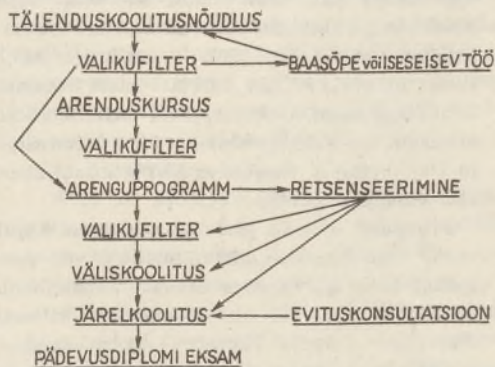 TÄIENDUSKOOLITUSNÕUDLUS
VALIKUFILTER BAASÕPE või ISESEISEV TÖÖ
ARENDUSKURSUS
VALIKUFILTER
ARENGUPROGRAMM RETSENSEERIMINE
VALIKUFILTER
VÄLISKOOLITUS
JÄRELKOOLITUS EVITUSKONSULTATSIOON
PÄDEVUSDIPLOMI EKSAM